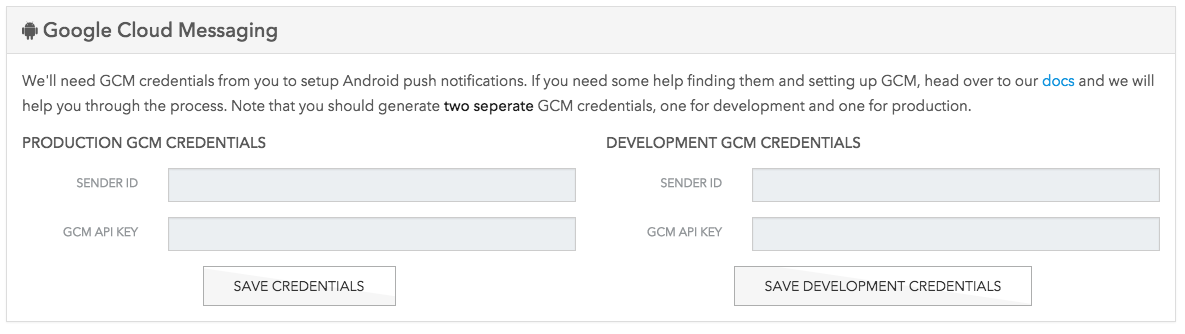 Google Cloud Messaging
We'll need GCM credentials from you to setup Android push notifications. If you need some help finding them and setting up GCM, head over to our docs and we will
help you through the process. Note that you should generate two seperate GCM credentials, one for development and one for production.
PRODUCTION GCM CREDENTIALS
SENDER ID
GCM API KEY
SAVE CREDENTIALS
DEVELOPMENT GCM CREDENTIALS
SENDER ID
GCM API KEY
SAVE DEVELOPMENT CREDENTIALS